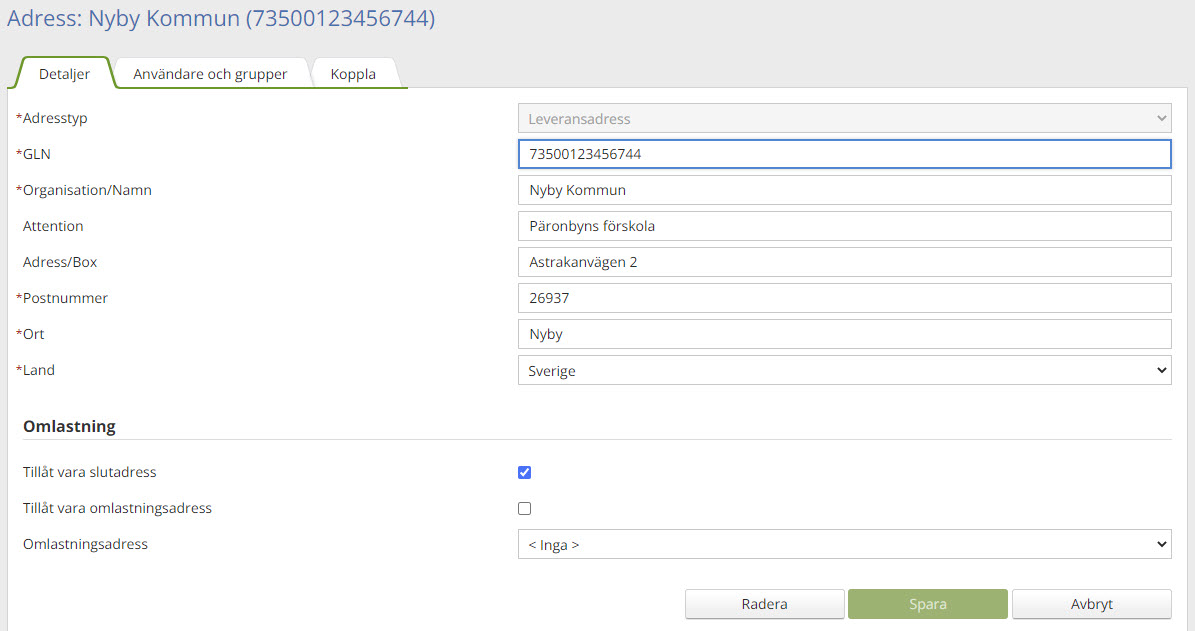 Adress: Nyby Kommun (73500123456744)
Detaljer Användare och grupper Koppla
*Adresstyp Leveransadress
*GLN 73500123456744
*Organisation/Namn Nyby Kommun
Attention Päronbyns förskola
Adress/Box Astrakanvägen 2
*Postnummer 26937
*Ort Nyby
*Land Sverige
Omlastning
Tillåt vara slutadress
Tillåt vara omlastningsadress
Omlastningsadress < Inga >
Radera Spara Avbryt